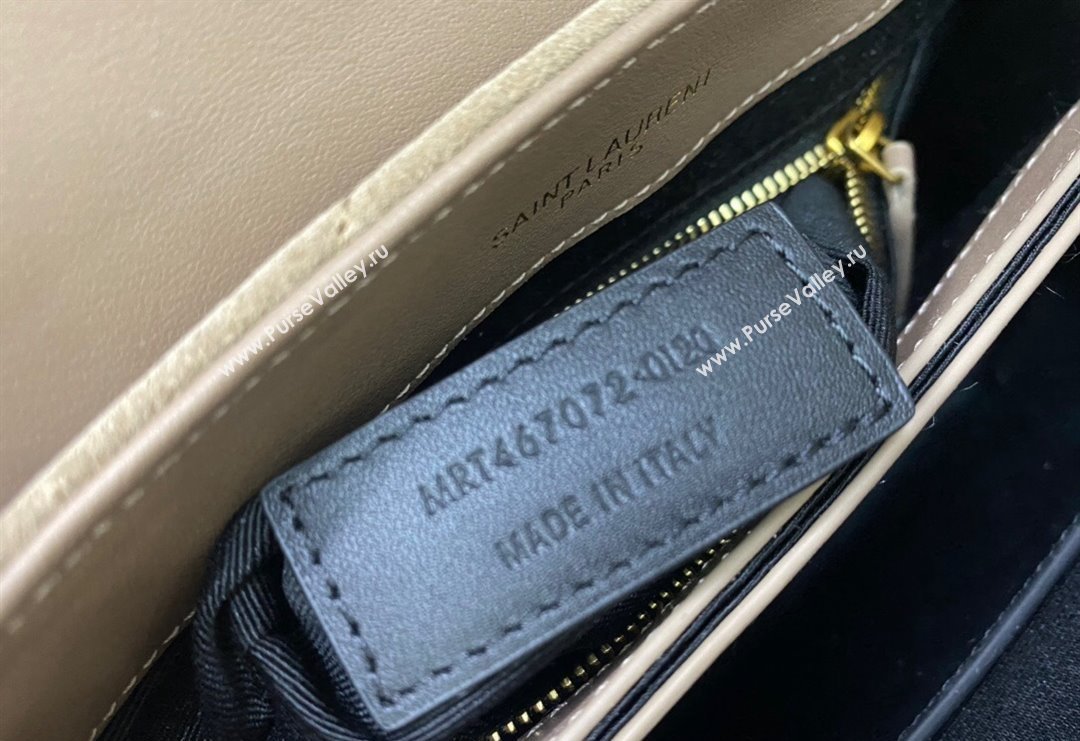 SAINT LAURENT
PARIS
www.PurseValley.ru
www.PurseValley.ru
MRT467072-0120
MADE IN ITALY